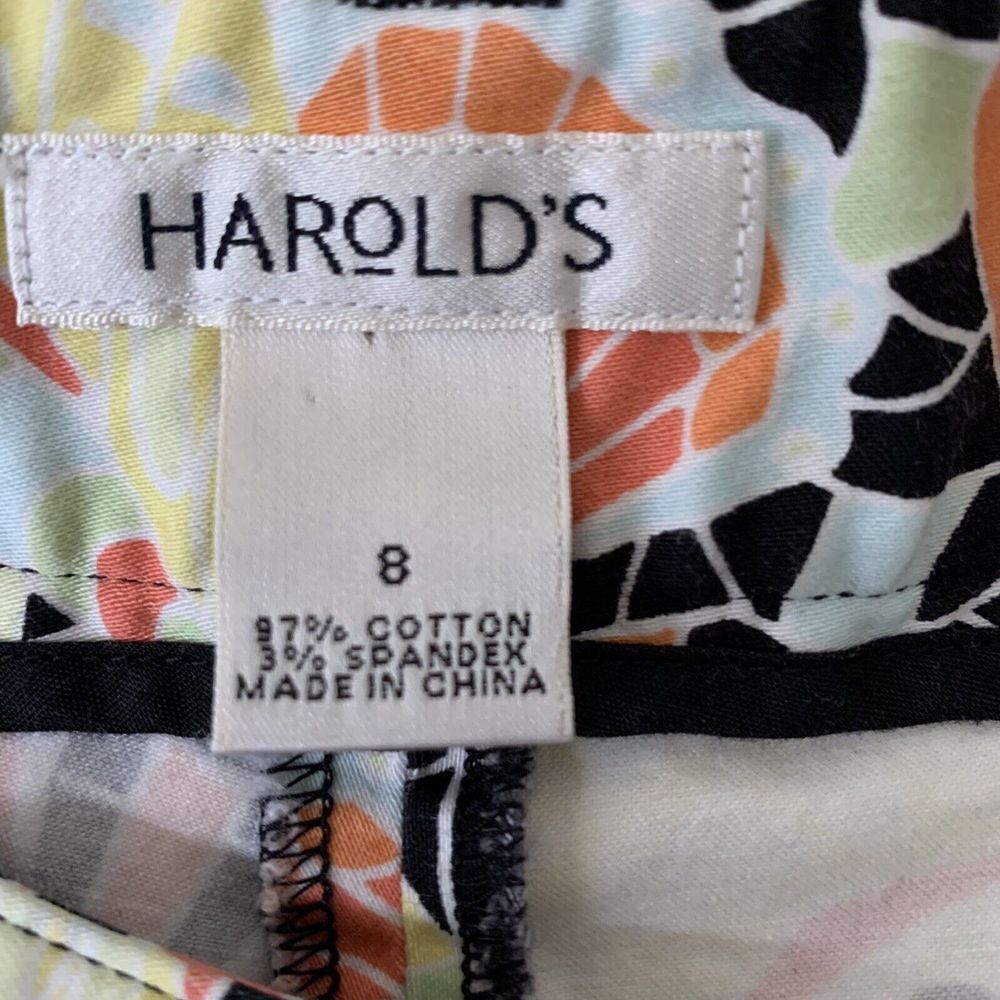 HAROLD'S
8
97% COTTON
3% SPANDEX
MADE IN CHINA